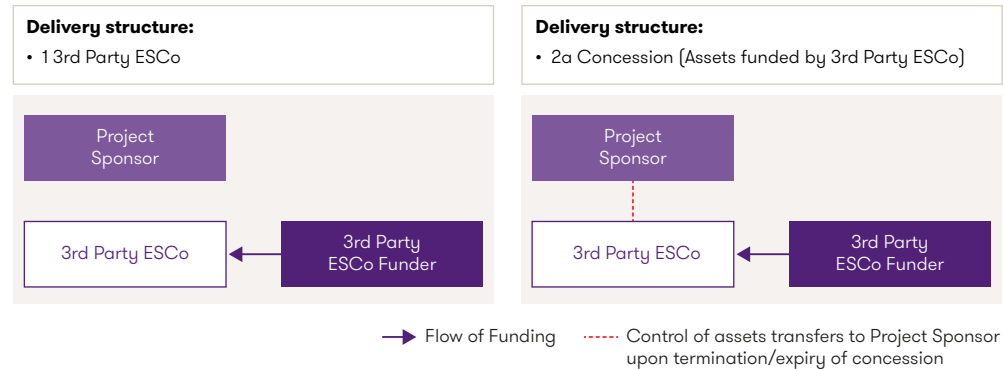 Delivery structure:
• 1 3rd Party ESCo
Project
Sponsor
3rd Party ESCo
3rd Party
ESCo Funder
Delivery structure:
• 2a Concession (Assets funded by 3rd Party ESCo)
Project
Sponsor
3rd Party ESCo
3rd Party
ESCo Funder
Flow of Funding
Control of assets transfers to Project Sponsor
upon termination/expiry of concession